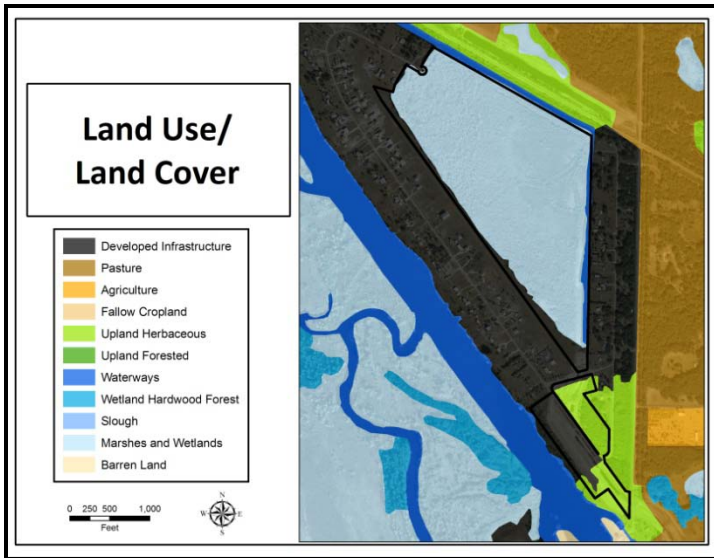 Land Use/
Land Cover
Developed Infrastructure
Pasture
Agriculture
Fallow Cropland
Upland Herbaceous
Upland Forested
Waterways
Wetland Hardwood Forest
Slough
Marshes and Wetlands
Barren Land
0 250 500 1,000
Feet
N
W E
S